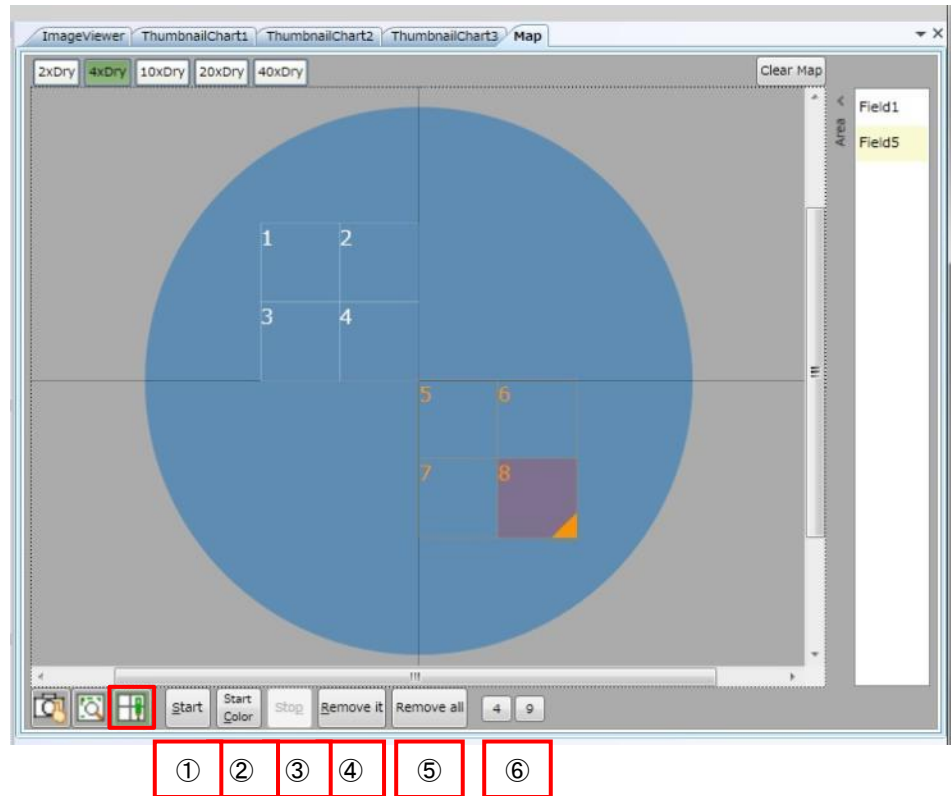 ImageViewer ThumbnailChart1 ThumbnailChart2 ThumbnailChart3 Map
2xDry 4xDry 10xDry 20xDry 40xDry Clear Map
Area
Field1
Field5
1 2
3 4
5 6
7 8
Start Start Color Stop Remove it Remove all 4 9
① ② ③ ④ ⑤ ⑥